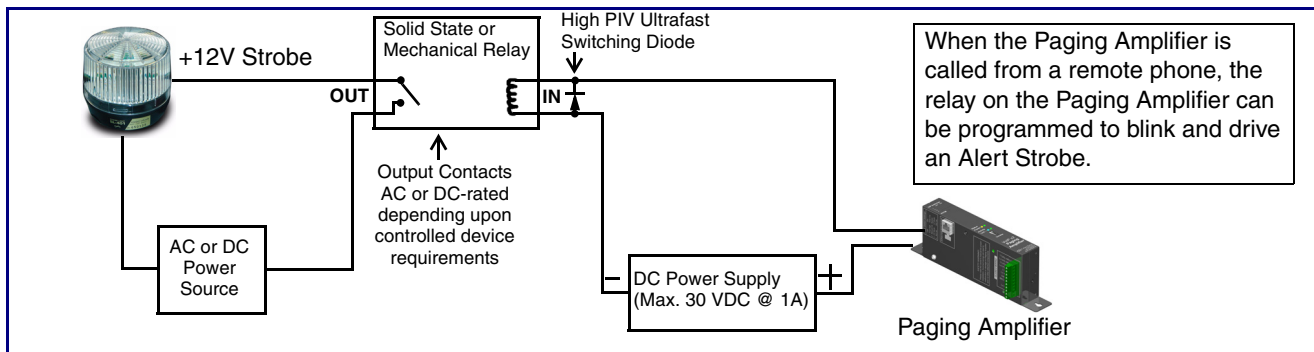 +12V Strobe
Solid State or
Mechanical Relay
OUT
IN
High PIV Ultrafast
Switching Diode
When the Paging Amplifier is
called from a remote phone, the
relay on the Paging Amplifier can
be programmed to blink and drive
an Alert Strobe.
Output Contacts
AC or DC-rated
depending upon
controlled device
requirements
AC or DC
Power
Source
-
DC Power Supply
(Max. 30 VDC @ 1A)
+
Paging Amplifier